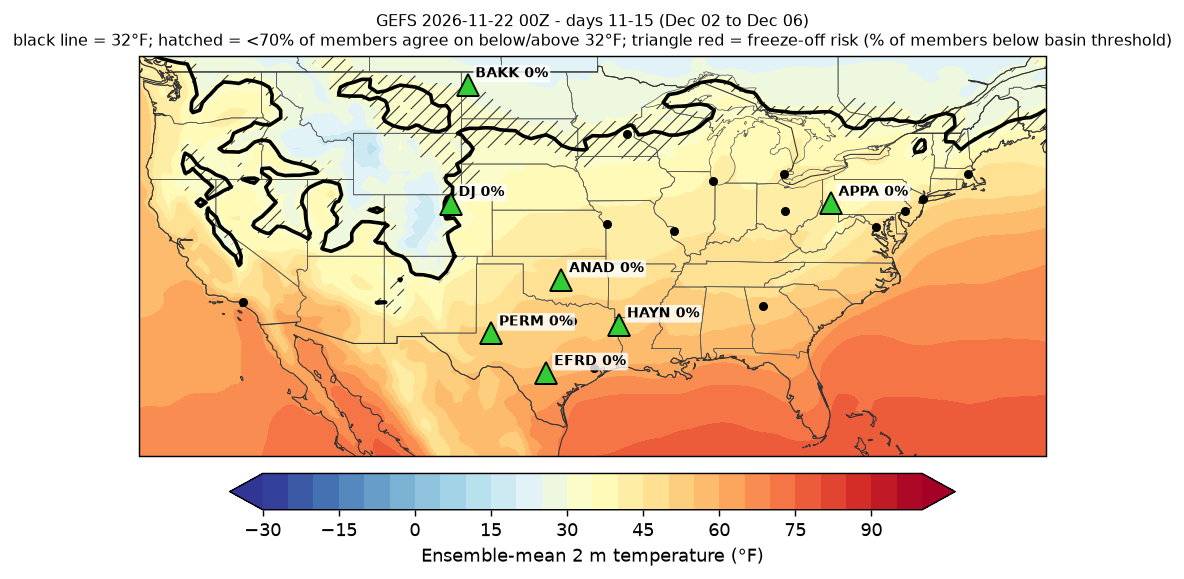 GEFS 2026-11-22 00Z - days 11-15 (Dec 02 to Dec 06)
black line = 32°F; hatched = <70% of members agree on below/above 32°F; triangle red = freeze-off risk (% of members below basin threshold)
BAKK 0%
DJ 0%
APPA 0%
ANAD 0%
HAYN 0%
PERM 0%
EFRD 0%
−30 −15 0 15 30 45 60 75 90
Ensemble-mean 2 m temperature (°F)